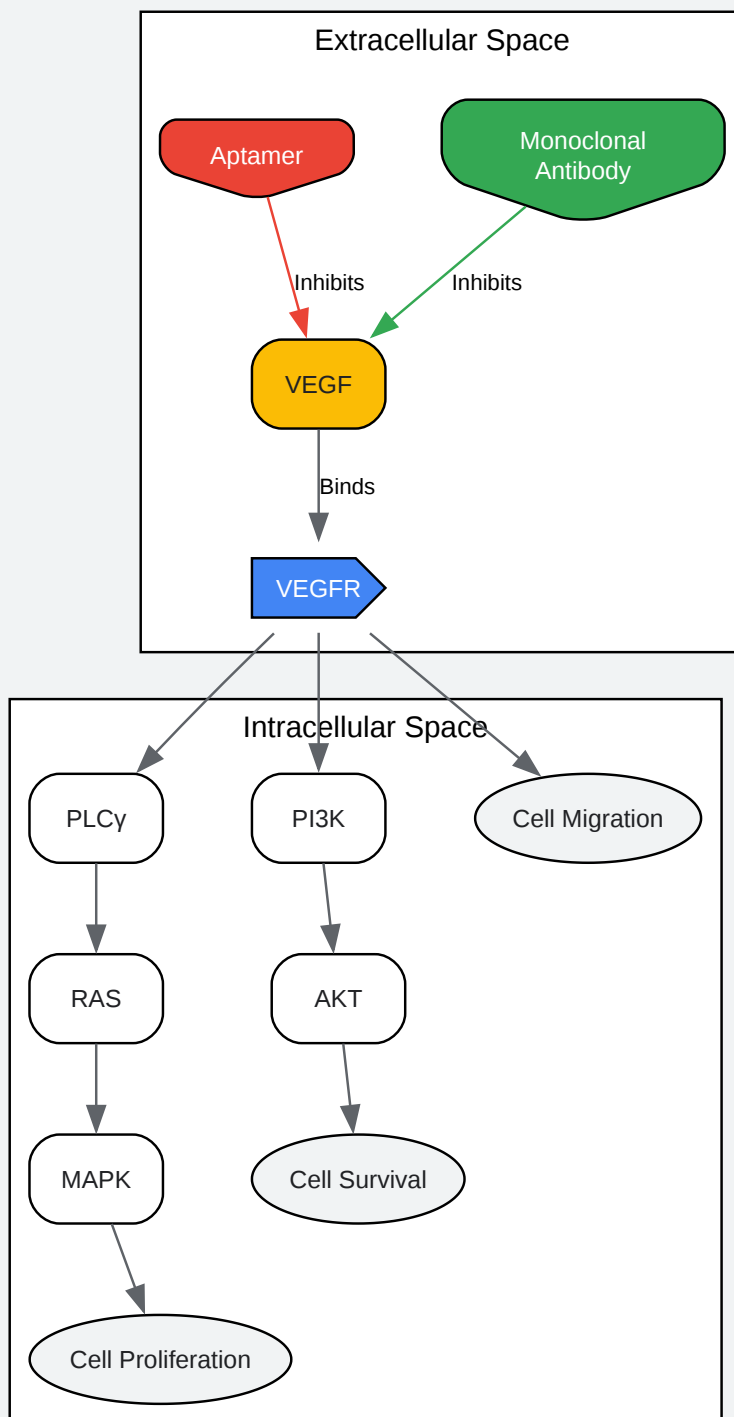 Extracellular Space
Aptamer
Monoclonal
Antibody
Inhibits
Inhibits
VEGF
Binds
VEGFR
Intracellular Space
PLCγ
PI3K
Cell Migration
RAS
AKT
MAPK
Cell Survival
Cell Proliferation